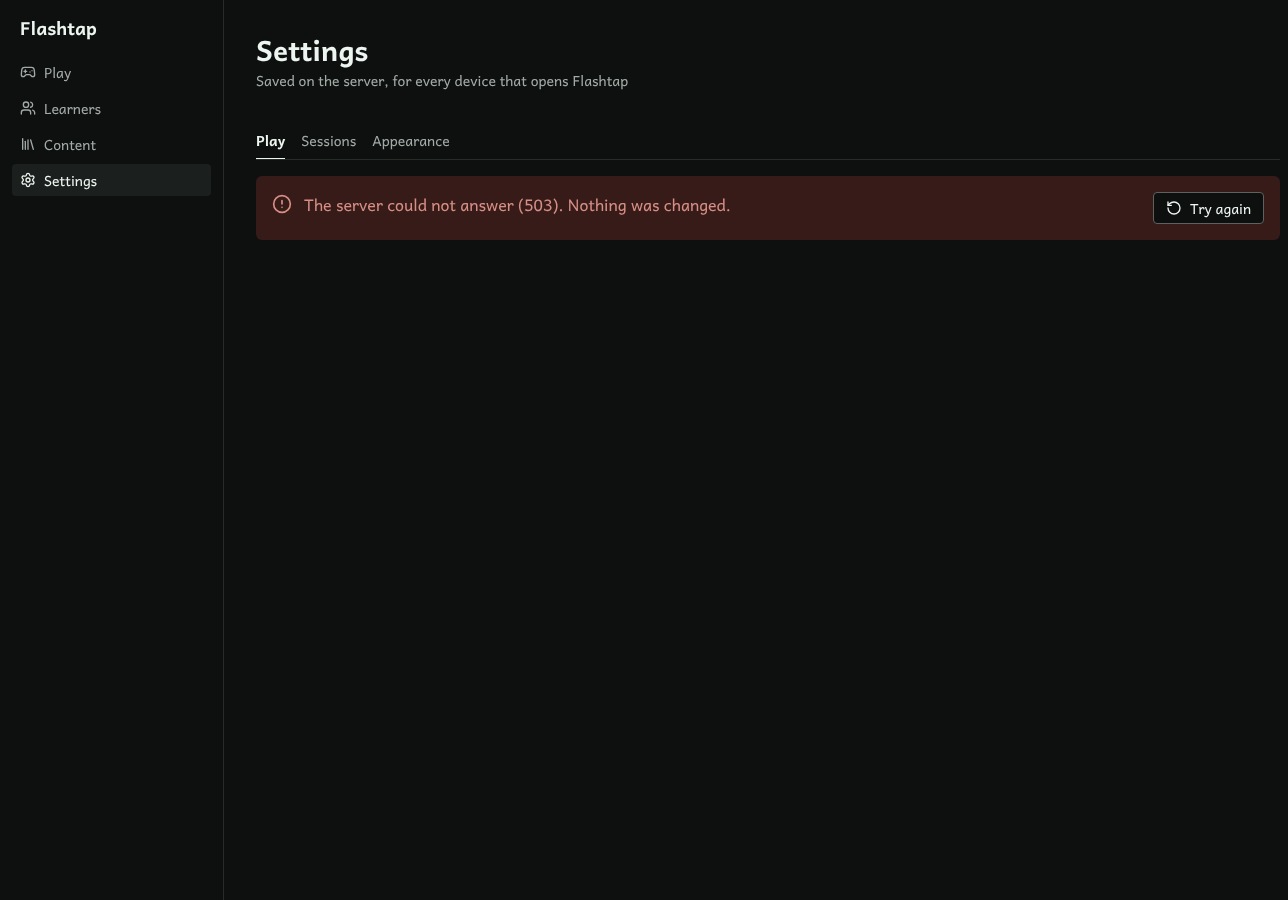 Flashtap
Play
Learners
Content
Settings
Settings
Saved on the server, for every device that opens Flashtap
Play Sessions Appearance
The server could not answer (503). Nothing was changed.
Try again